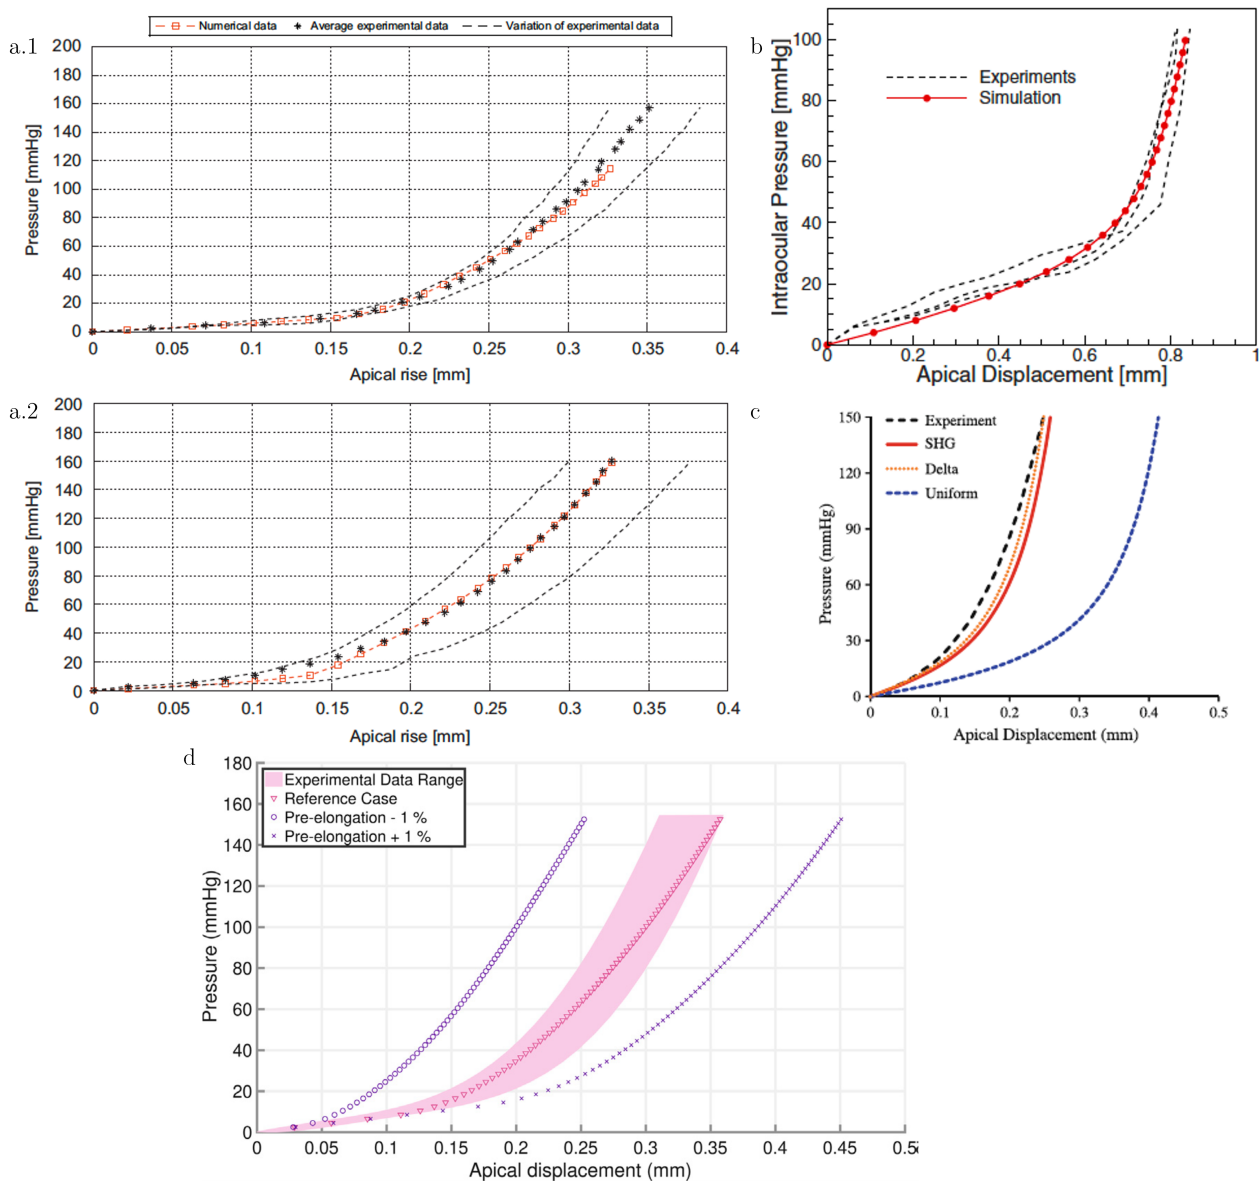 Numerical data Average experimental data Variation of experimental data
a.1
200
180
160
140
120
100
80
60
40
20
0
Pressure [mmHg]
0 0.05 0.1 0.15 0.2 0.25 0.3 0.35 0.4
Apical rise [mm]
b
100
80
60
40
20
0
Intraocular Pressure [mmHg]
Experiments
Simulation
0 0.2 0.4 0.6 0.8 1
Apical Displacement [mm]
a.2
200
180
160
140
120
100
80
60
40
20
0
Pressure [mmHg]
0 0.05 0.1 0.15 0.2 0.25 0.3 0.35 0.4
Apical rise [mm]
c
150
120
90
60
30
0
Pressure (mmHg)
Experiment
SHG
Delta
Uniform
0 0.1 0.2 0.3 0.4 0.5
Apical Displacement (mm)
d
180
160
140
120
100
80
60
40
20
0
Pressure (mmHg)
Experimental Data Range
Reference Case
Pre-elongation - 1 %
Pre-elongation + 1 %
0 0.05 0.1 0.15 0.2 0.25 0.3 0.35 0.4 0.45 0.5
Apical displacement (mm)